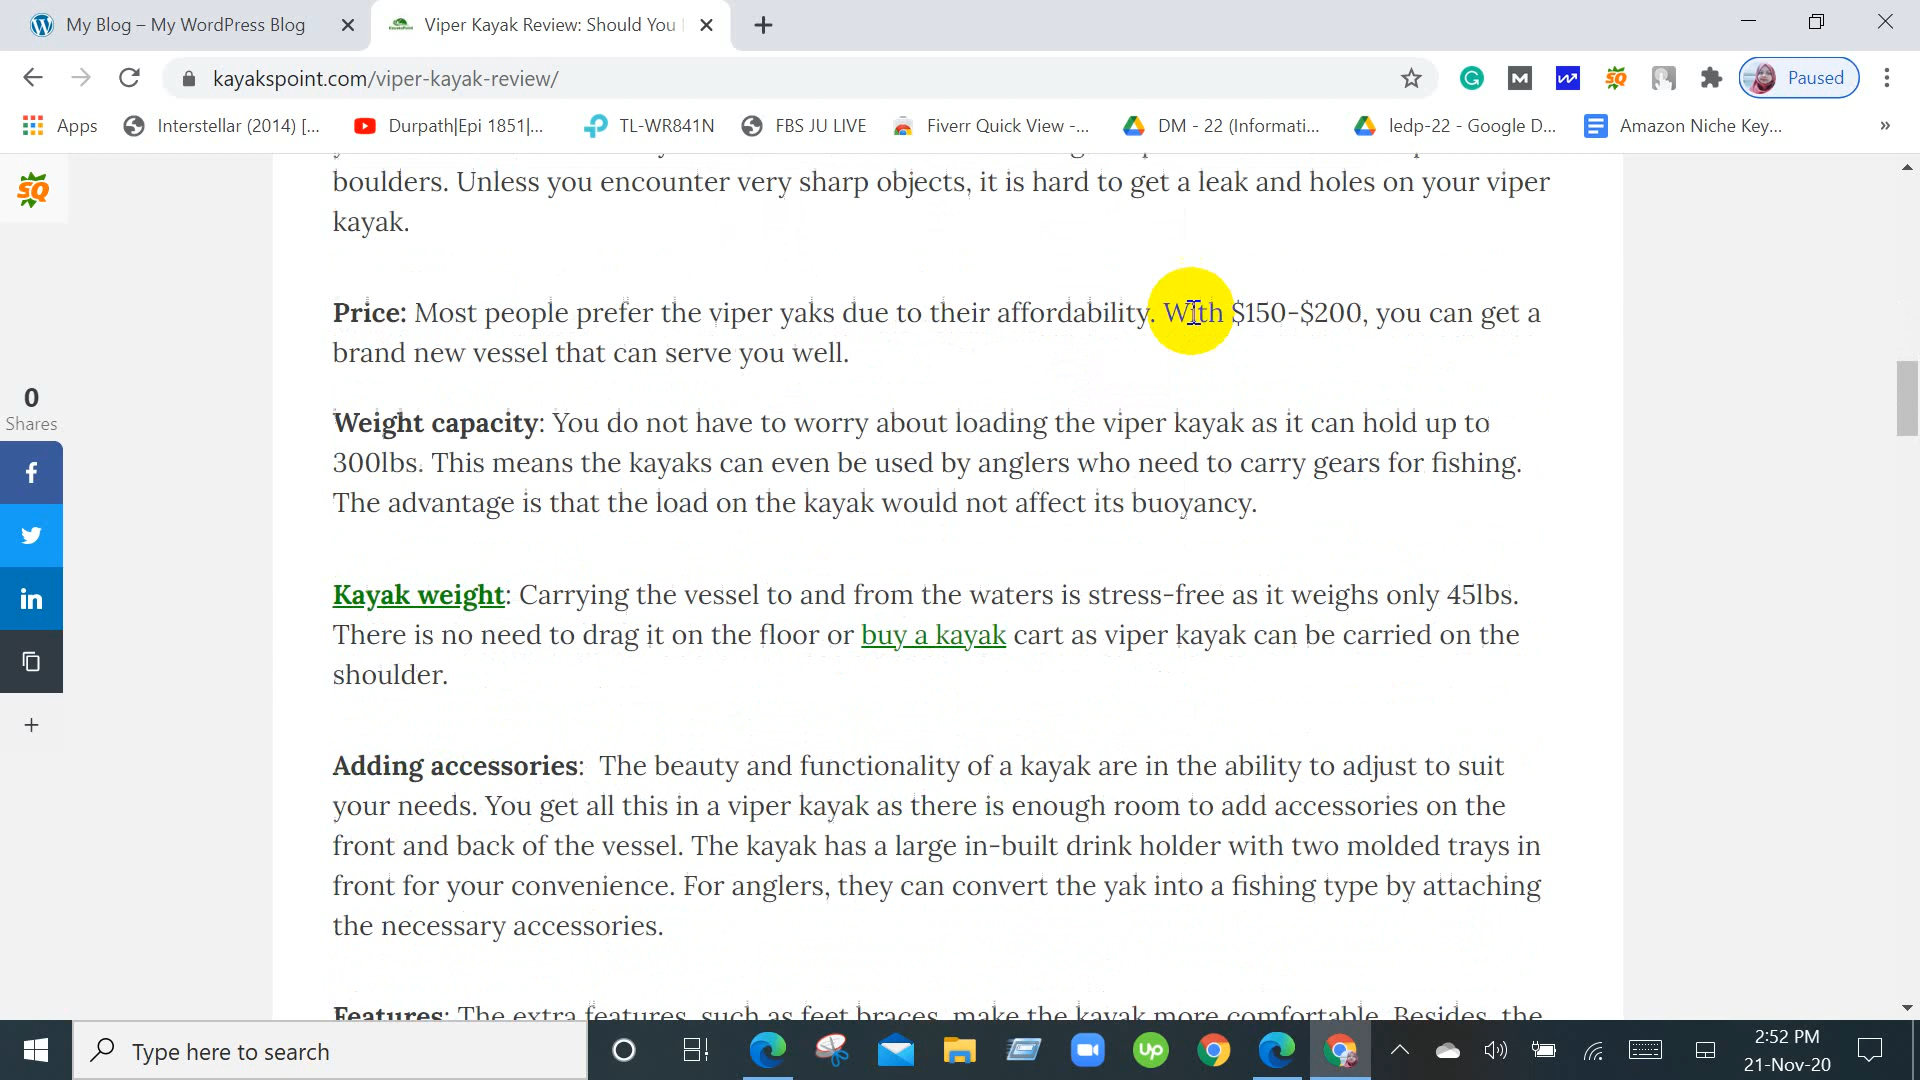 My Blog – My WordPress Blog
Viper Kayak Review: Should You
kayakspoint.com/viper-kayak-review/
Paused
Apps
Interstellar (2014) [...
Durpath|Epi 1851|...
TL-WR841N
FBS JU LIVE
Fiverr Quick View -...
DM - 22 (Informati...
ledp-22 - Google D...
Amazon Niche Key...
»
SQ
boulders. Unless you encounter very sharp objects, it is hard to get a leak and holes on your viper
kayak.
Price: Most people prefer the viper yaks due to their affordability. With $150-$200, you can get a
brand new vessel that can serve you well.
0
Shares
Weight capacity: You do not have to worry about loading the viper kayak as it can hold up to
300lbs. This means the kayaks can even be used by anglers who need to carry gears for fishing.
The advantage is that the load on the kayak would not affect its buoyancy.
Kayak weight: Carrying the vessel to and from the waters is stress-free as it weighs only 45lbs.
There is no need to drag it on the floor or buy a kayak cart as viper kayak can be carried on the
shoulder.
Adding accessories:  The beauty and functionality of a kayak are in the ability to adjust to suit
your needs. You get all this in a viper kayak as there is enough room to add accessories on the
front and back of the vessel. The kayak has a large in-built drink holder with two molded trays in
front for your convenience. For anglers, they can convert the yak into a fishing type by attaching
the necessary accessories.
Features: The extra features, such as feet braces, make the kayak more comfortable. Besides, the
Type here to search
Up
2:52 PM
21-Nov-20